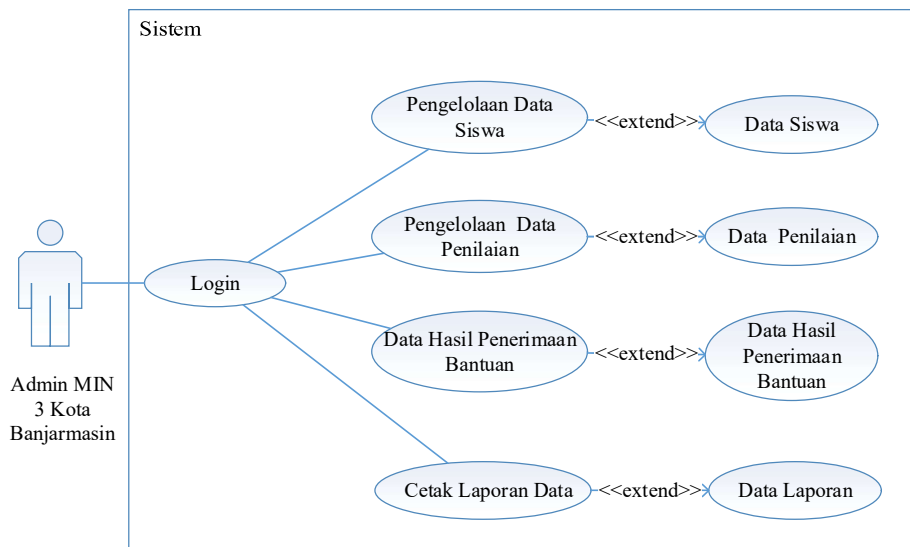 Sistem
Pengelolaan Data
Siswa
<<extend>>
Data Siswa
Pengelolaan Data
Penilaian
<<extend>>
Data Penilaian
Login
Data Hasil Penerimaan
Bantuan
<<extend>>
Data Hasil
Penerimaan
Bantuan
Admin MIN
3 Kota
Banjarmasin
Cetak Laporan Data
<<extend>>
Data Laporan